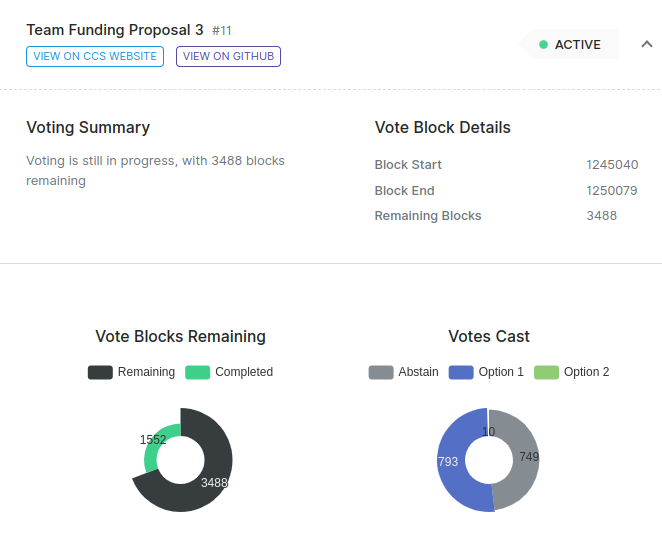 Team Funding Proposal 3 #11
VIEW ON CCS WEBSITE
VIEW ON GITHUB
ACTIVE
Voting Summary
Voting is still in progress, with 3488 blocks
remaining
Vote Block Details
Block Start 1245040
Block End 1250079
Remaining Blocks 3488
Vote Blocks Remaining
Remaining Completed
1552
3488
Votes Cast
Abstain Option 1 Option 2
10
793
749